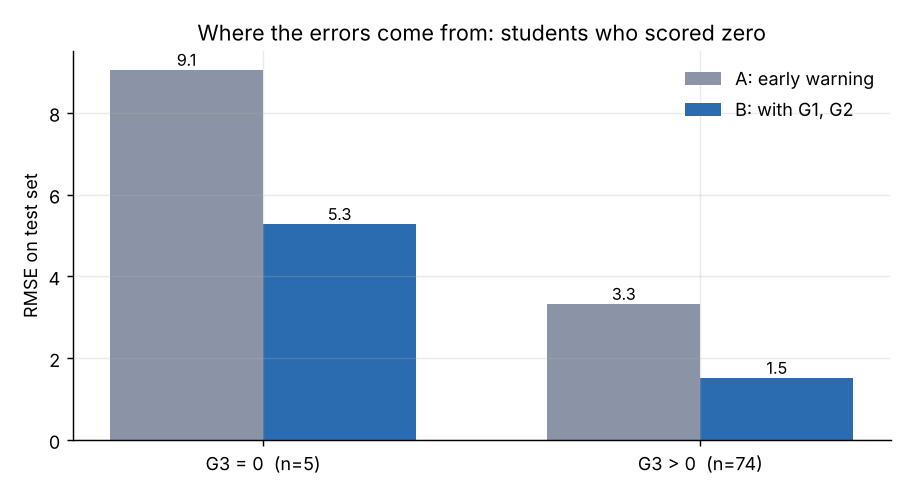 Where the errors come from: students who scored zero
9.1
A: early warning
B: with G1, G2
8
6
5.3
RMSE on test set
4
3.3
2
1.5
0
G3 = 0 (n=5)
G3 > 0 (n=74)